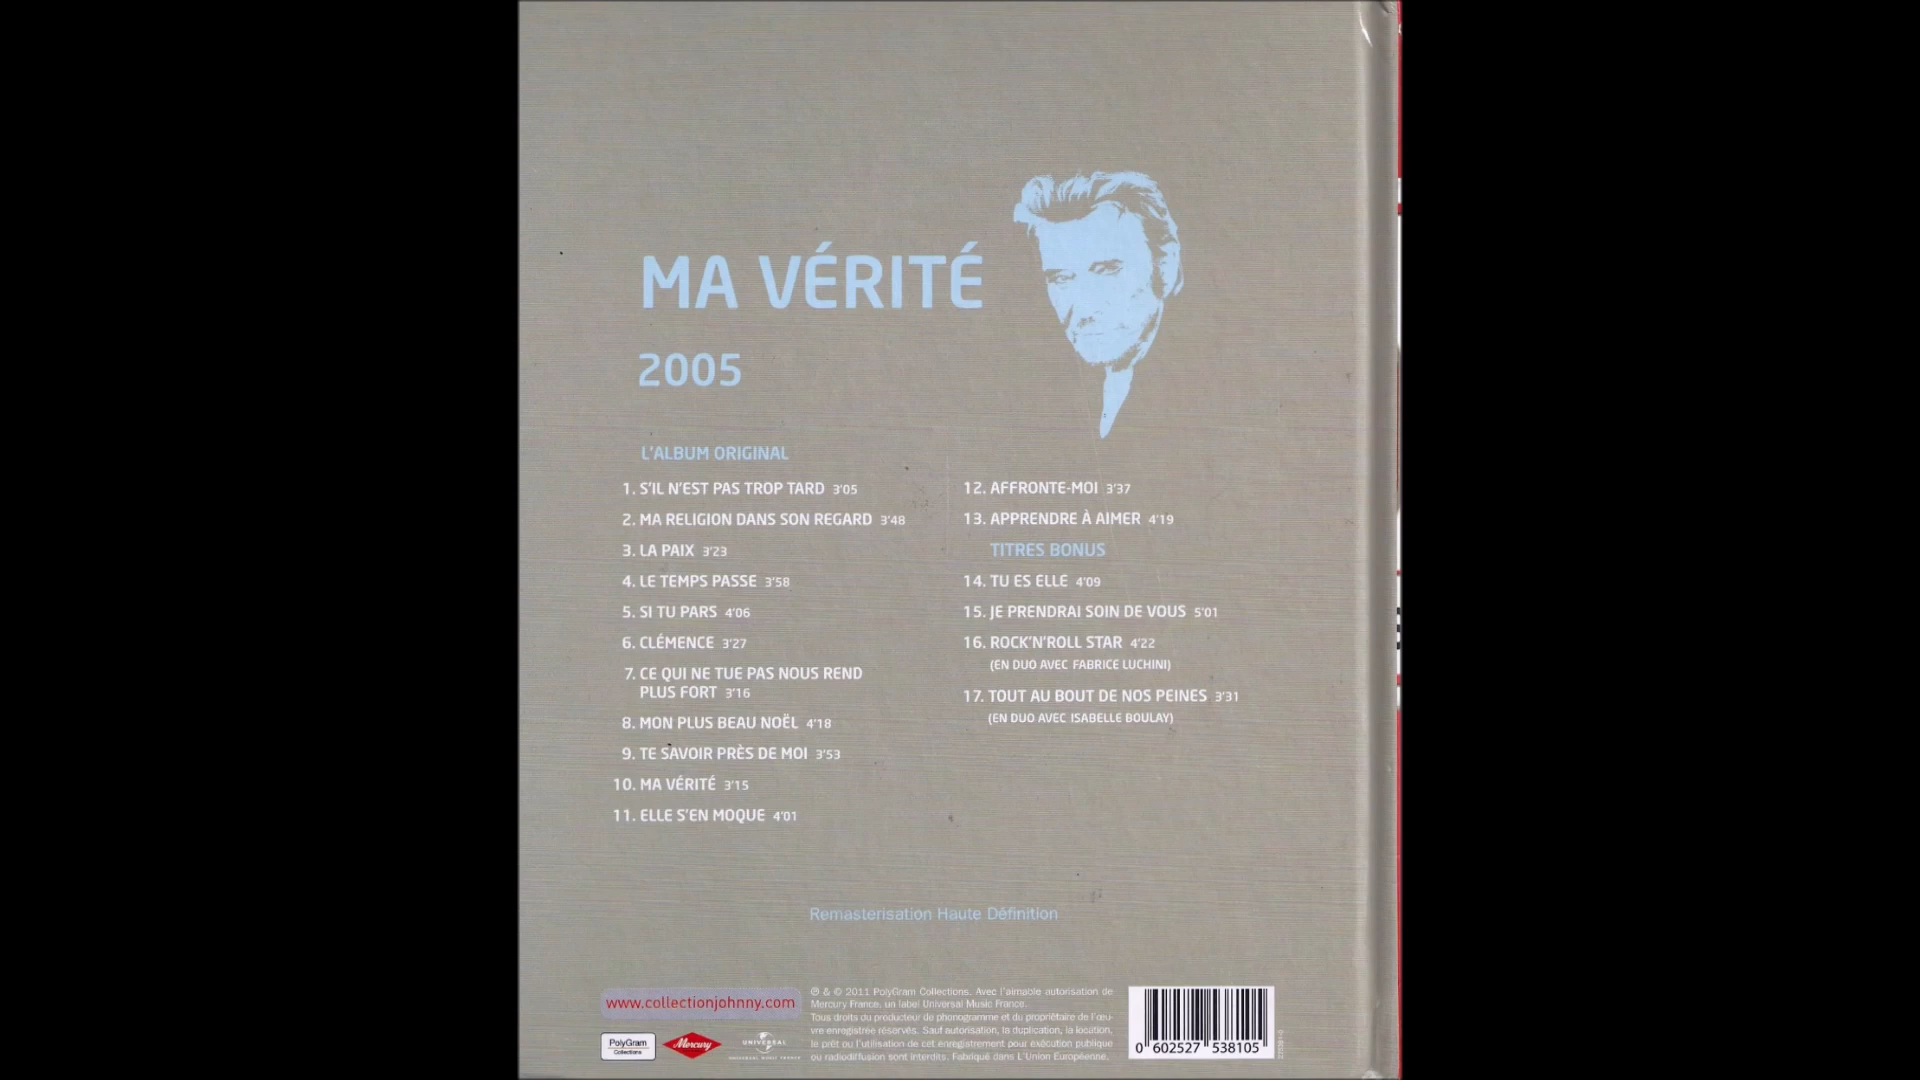 MA VÉRITÉ
2005
L'ALBUM ORIGINAL
1. S'IL N'EST PAS TROP TARD 3'05
2. MA RELIGION DANS SON REGARD 3'48
3. LA PAIX 3'23
4. LE TEMPS PASSE 3'58
5. SI TU PARS 4'06
6. CLÉMENCE 3'27
7. CE QUI NE TUE PAS NOUS REND
PLUS FORT 3'16
8. MON PLUS BEAU NOËL 4'18
9. TE SAVOIR PRÈS DE MOI 3'53
10. MA VÉRITÉ 3'15
11. ELLE S'EN MOQUE 4'01
12. AFFRONTE-MOI 3'37
13. APPRENDRE À AIMER 4'19
TITRES BONUS
14. TU ES ELLE 4'09
15. JE PRENDRAI SOIN DE VOUS 5'01
16. ROCK'N'ROLL STAR 4'22
(EN DUO AVEC FABRICE LUCHINI)
17. TOUT AU BOUT DE NOS PEINES 3'31
(EN DUO AVEC ISABELLE BOULAY)
Remasterisation Haute Définition
www.collectionjohnny.com
PolyGram
Collections
Mercury
UNIVERSAL
UNIVERSAL MUSIC FRANCE
℗ & © 2011 PolyGram Collections. Avec l'aimable autorisation de
Mercury France, un label Universal Music France.
Tous droits du producteur de phonogramme et du propriétaire de l'œu-
vre enregistrée réservés. Sauf autorisation, la duplication, la location,
le prêt ou l'utilisation de cet enregistrement pour exécution publique
ou radiodiffusion sont interdits. Fabriqué dans L'Union Européenne.
0 602527 538105